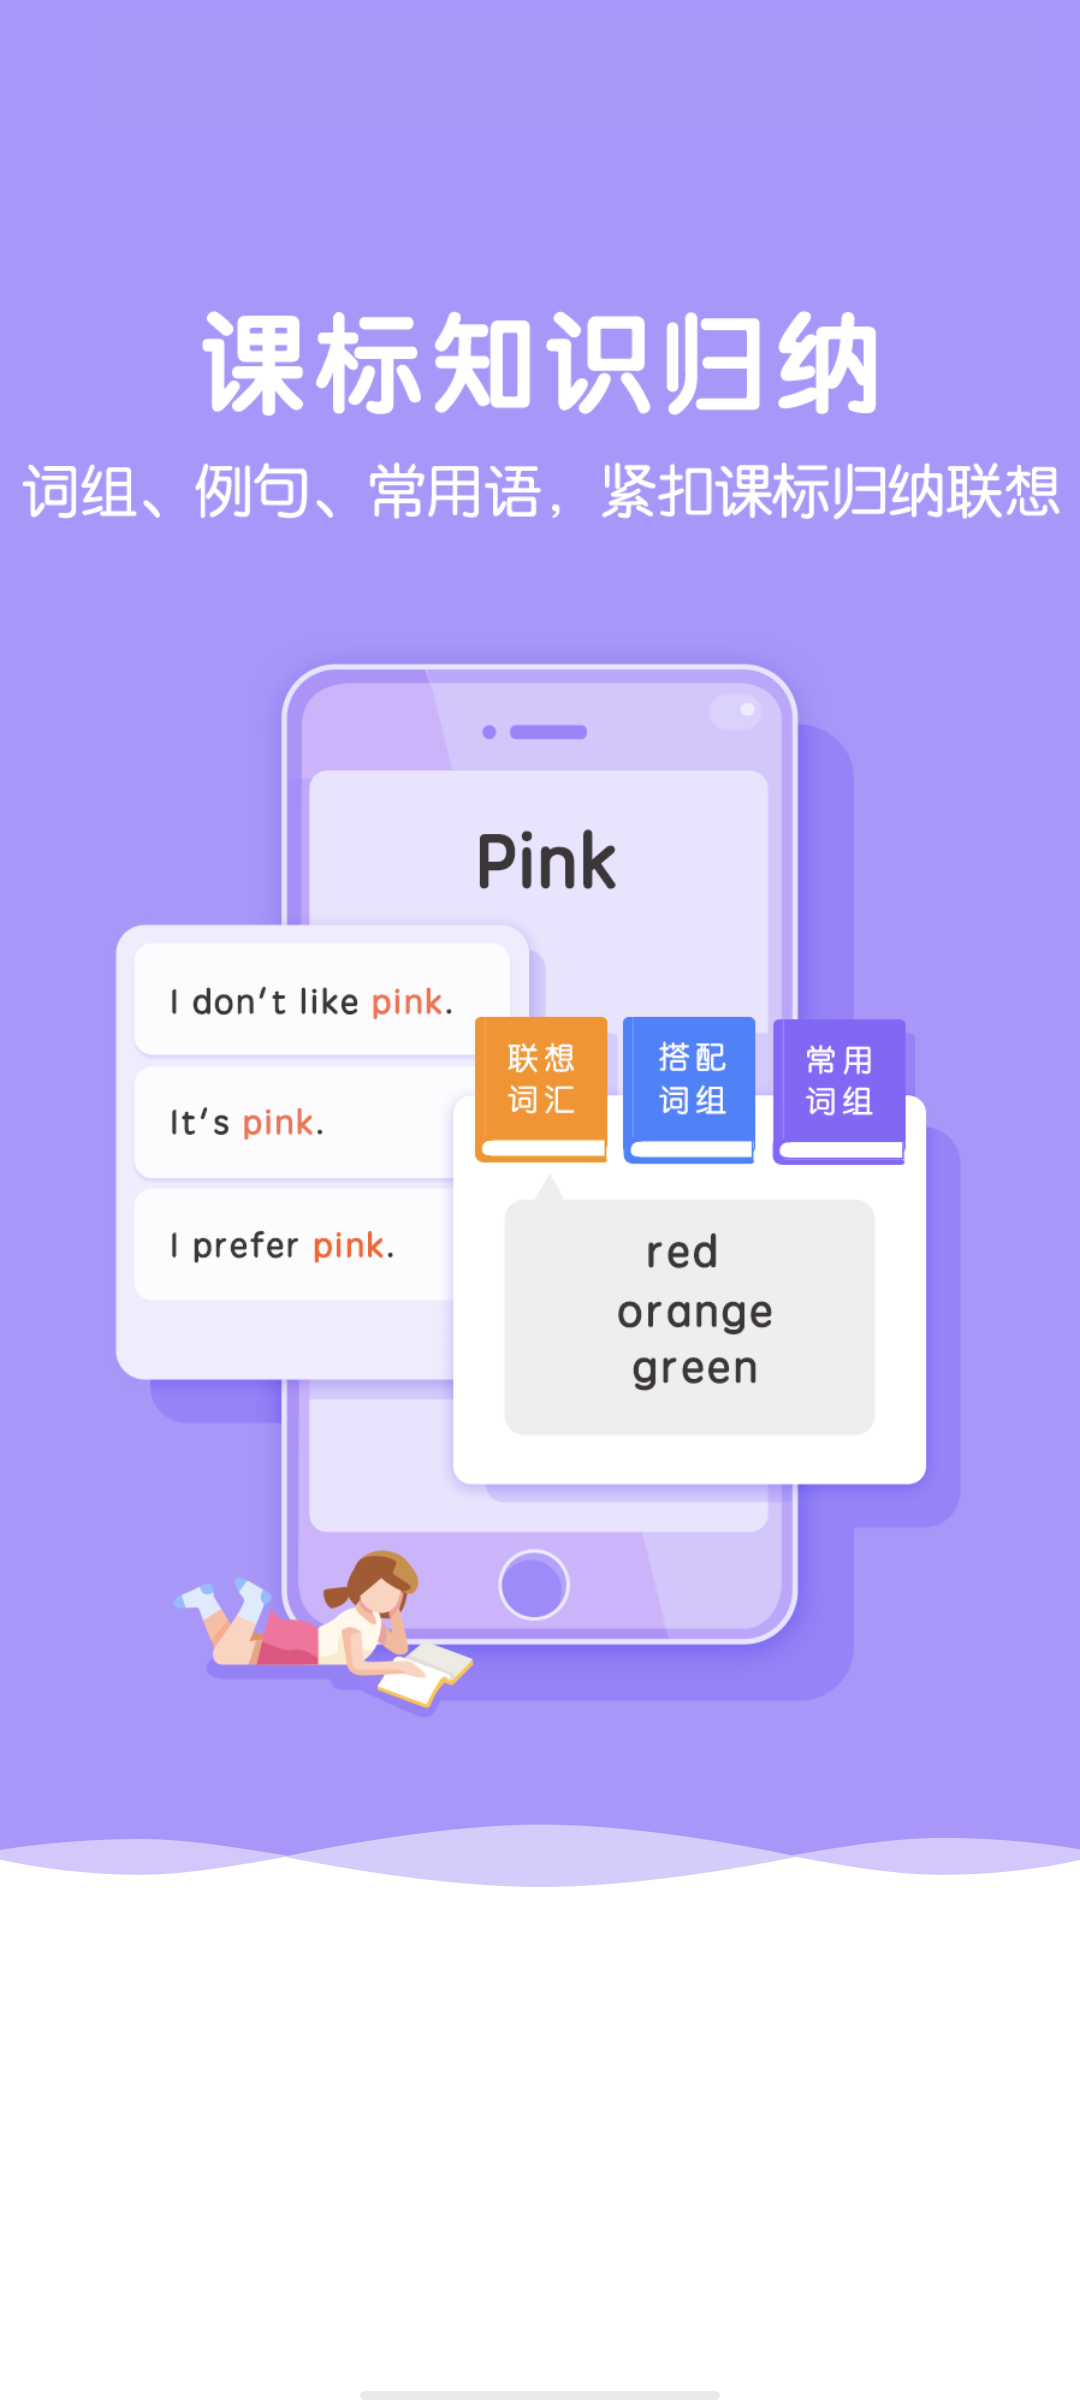 课标知识归纳
词组、例句、常用语，紧扣课标归纳联想
Pink
I don't like pink.
It's pink.
I prefer pink.
联想
词汇
搭配
词组
常用
词组
red
orange
green